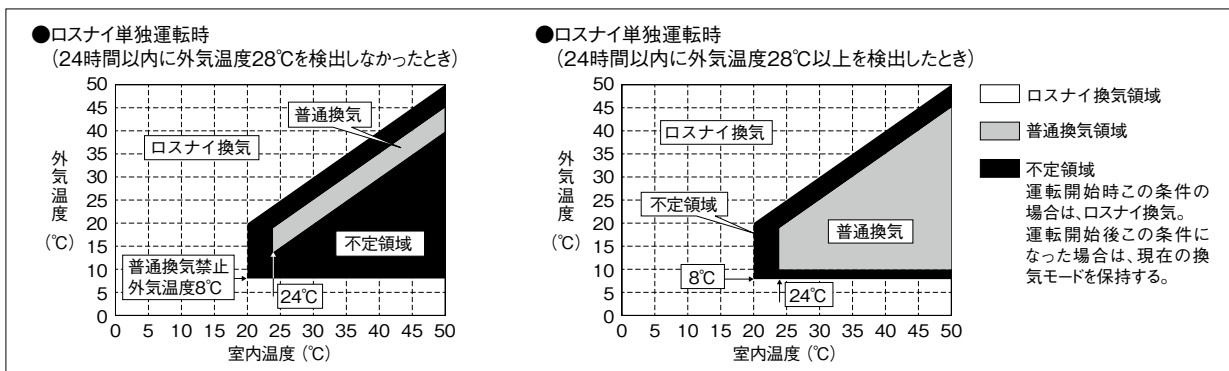 ●ロスナイ単独運転時
(24時間以内に外気温度28℃を検出しなかったとき)
50
45
40
35
30
25
20
15
10
5
0
外気温度
(℃)
普通換気
ロスナイ換気
不定領域
普通換気禁止
外気温度8℃
24℃
0 5 10 15 20 25 30 35 40 45 50
室内温度 (℃)
●ロスナイ単独運転時
(24時間以内に外気温度28℃以上を検出したとき)
50
45
40
35
30
25
20
15
10
5
0
外気温度
(℃)
ロスナイ換気
不定領域
普通換気
8℃
24℃
0 5 10 15 20 25 30 35 40 45 50
室内温度 (℃)
ロスナイ換気領域
普通換気領域
不定領域
運転開始時この条件の
場合は、ロスナイ換気。
運転開始後この条件に
なった場合は、現在の換
気モードを保持する。